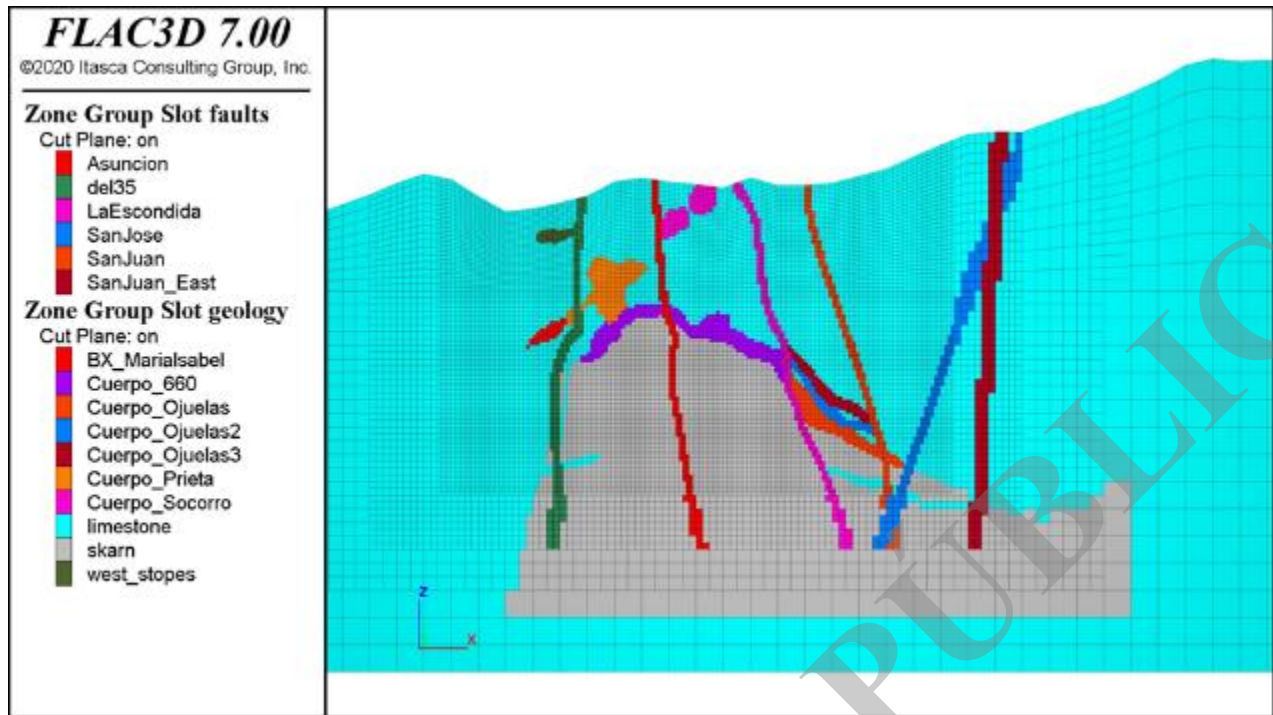 FLAC3D 7.00
©2020 Itasca Consulting Group, Inc.
Zone Group Slot faults
Cut Plane: on
Asuncion
del35
LaEscondida
SanJose
SanJuan
SanJuan_East
Zone Group Slot geology
Cut Plane: on
BX_MariaIsabel
Cuerpo_660
Cuerpo_Ojuelas
Cuerpo_Ojuelas2
Cuerpo_Ojuelas3
Cuerpo_Prieta
Cuerpo_Socorro
limestone
skarn
west_stopes
z
x
PUBLIC